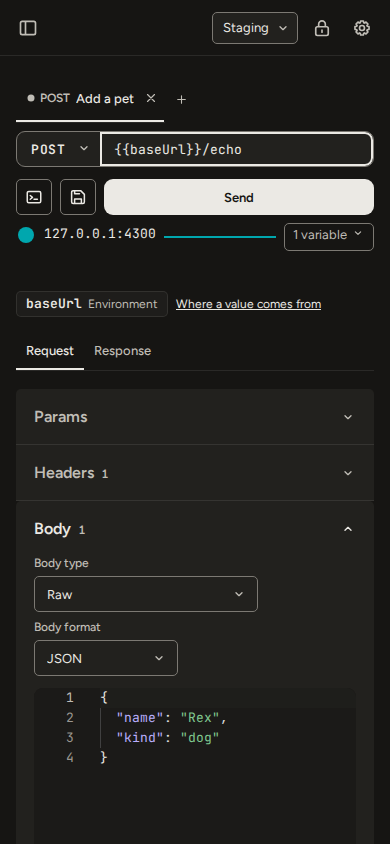 Staging
POST Add a pet
POST {{baseUrl}}/echo
Send
127.0.0.1:4300 1 variable
baseUrl Environment Where a value comes from
Request Response
Params
Headers 1
Body 1
Body type
Raw
Body format
JSON
1 {
2 "name": "Rex",
3 "kind": "dog"
4 }